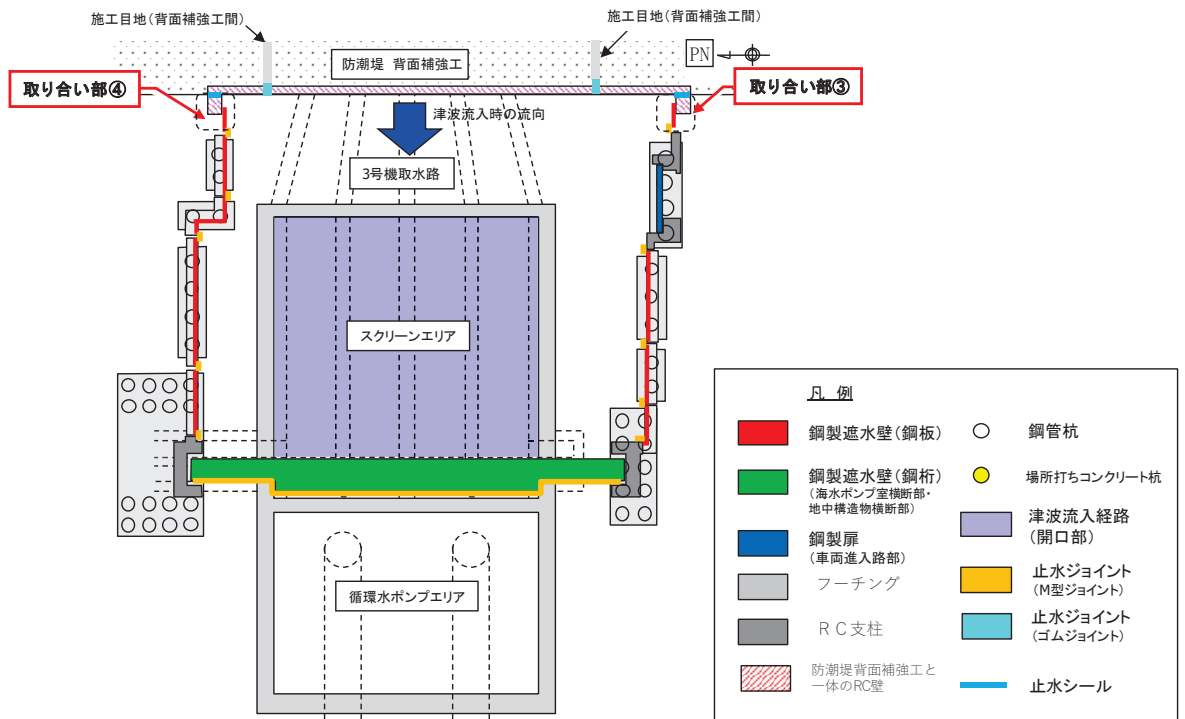 施工目地(背面補強工間)
施工目地(背面補強工間)
防潮堤 背面補強工
PN
取り合い部④
取り合い部③
津波流入時の流向
3号機取水路
スクリーンエリア
循環水ポンプエリア
凡 例
鋼製遮水壁(鋼板)
鋼製遮水壁(鋼桁)
(海水ポンプ室横断部・
地中構造物横断部)
鋼製扉
(車両進入路部)
フーチング
RC支柱
防潮堤背面補強工と
一体のRC壁
鋼管杭
場所打ちコンクリート杭
津波流入経路
(開口部)
止水ジョイント
(M型ジョイント)
止水ジョイント
(ゴムジョイント)
止水シール